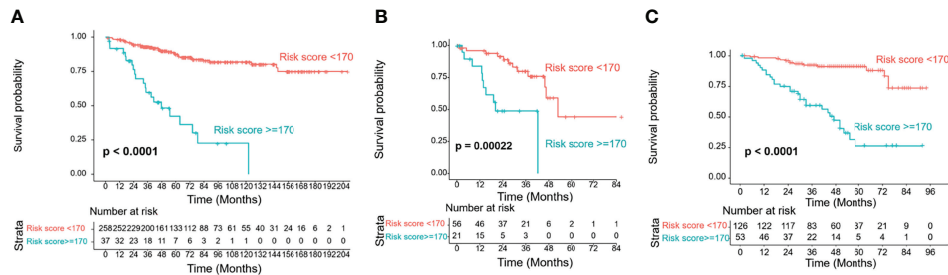 A
1.00
0.75
0.50
0.25
0.00
Survival probability
Risk score <170
Risk score >=170
p < 0.0001
0 12 24 36 48 60 72 84 96 108 120 132 144 156 168 180 192 204
Time (Months)
Number at risk
Strata
Risk score <170 258 252 229 200 161 133 112 88 73 61 55 40 31 24 16 6 2 1
Risk score>=170 37 32 23 18 11 7 6 3 2 1 1 0 0 0 0 0 0 0
0 12 24 36 48 60 72 84 96 108 120 132 144 156 168 180 192 204
Time (Months)
B
1.00
0.75
0.50
0.25
0.00
Survival probability
Risk score <170
Risk score >=170
p = 0.00022
0 12 24 36 48 60 72 84
Time (Months)
Number at risk
Strata
Risk score <170 56 46 37 21 6 2 1 1
Risk score>=170 21 15 5 3 0 0 0 0
0 12 24 36 48 60 72 84
Time (Months)
C
1.00
0.75
0.50
0.25
0.00
Survival probability
Risk score <170
Risk score >=170
p < 0.0001
0 12 24 36 48 60 72 84 96
Time (Months)
Number at risk
Strata
Risk score <170 126 122 117 83 60 37 21 9 0
Risk score>=170 53 46 37 22 14 5 4 1 0
0 12 24 36 48 60 72 84 96
Time (Months)